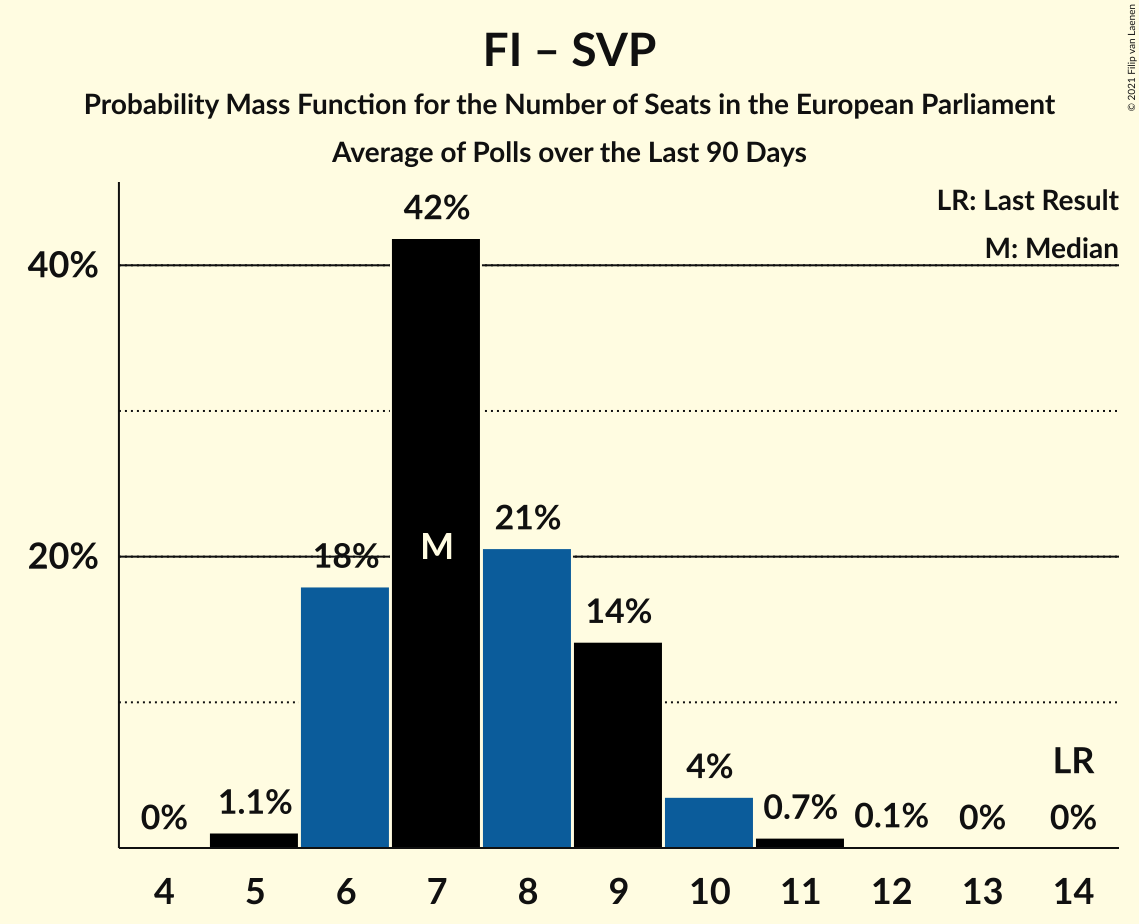 FI – SVP
Probability Mass Function for the Number of Seats in the European Parliament
Average of Polls over the Last 90 Days
© 2021 Filip van Laenen
LR: Last Result
M: Median
42%
40%
21%
M
20%
18%
14%
LR
4%
1.1%
0.7%
0.1%
0%
0%
0%
4 5 6 7 8 9 10 11 12 13 14